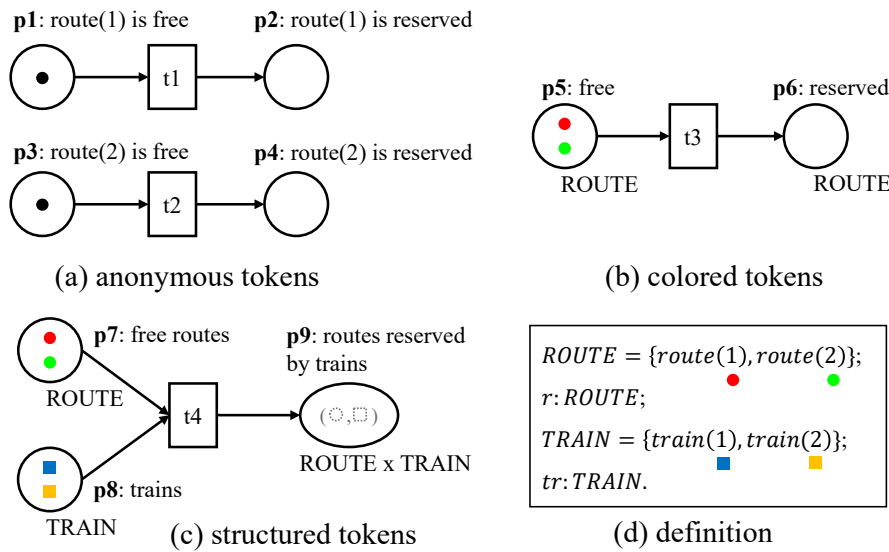 p1: route(1) is free
p2: route(1) is reserved
t1
p3: route(2) is free
p4: route(2) is reserved
t2
(a) anonymous tokens
p5: free
p6: reserved
t3
ROUTE
ROUTE
(b) colored tokens
p7: free routes
p9: routes reserved
by trains
ROUTE
t4
( , )
ROUTE x TRAIN
p8: trains
TRAIN
(c) structured tokens
ROUTE = {route(1), route(2)};
r: ROUTE;
TRAIN = {train(1), train(2)};
tr: TRAIN.
(d) definition